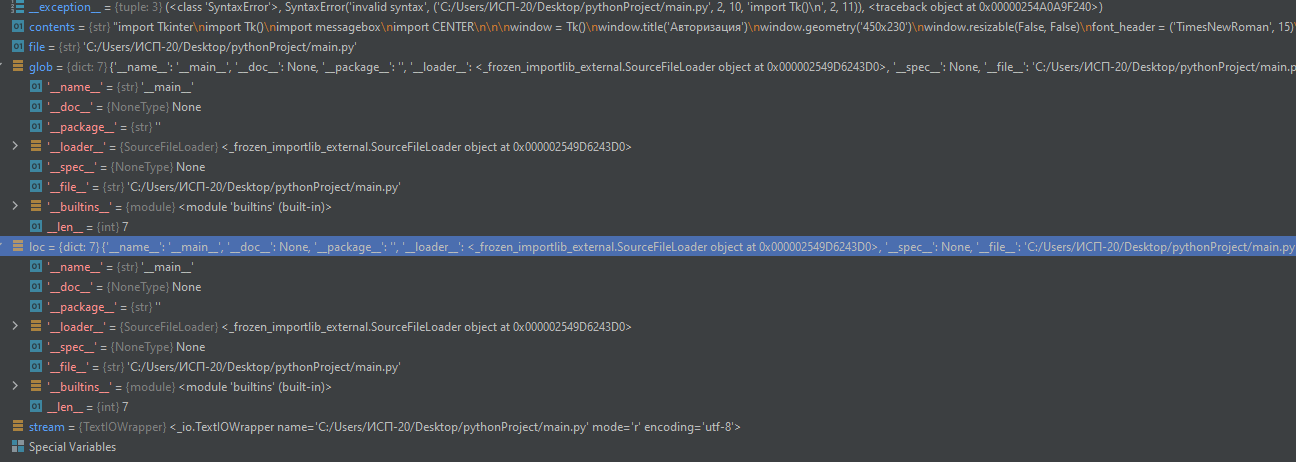 __exception__ = {tuple: 3} (<class 'SyntaxError'>, SyntaxError('invalid syntax', ('C:/Users/ИСП-20/Desktop/pythonProject/main.py', 2, 10, 'import Tk()\n', 2, 11)), <traceback object at 0x00000254A0A9F240>)
contents = {str} "import Tkinter\nimport Tk()\nimport messagebox\nimport CENTER\n\n\nwindow = Tk()\nwindow.title('Авторизация')\nwindow.geometry('450x230')\nwindow.resizable(False, False)\nfont_header = ('TimesNewRoman', 15)\
file = {str} 'C:/Users/ИСП-20/Desktop/pythonProject/main.py'
glob = {dict: 7} {'__name__': '__main__', '__doc__': None, '__package__': '', '__loader__': <_frozen_importlib_external.SourceFileLoader object at 0x000002549D6243D0>, '__spec__': None, '__file__': 'C:/Users/ИСП-20/Desktop/pythonProject/main.p
'__name__' = {str} '__main__'
'__doc__' = {NoneType} None
'__package__' = {str} ''
'__loader__' = {SourceFileLoader} <_frozen_importlib_external.SourceFileLoader object at 0x000002549D6243D0>
'__spec__' = {NoneType} None
'__file__' = {str} 'C:/Users/ИСП-20/Desktop/pythonProject/main.py'
'__builtins__' = {module} <module 'builtins' (built-in)>
__len__ = {int} 7
loc = {dict: 7} {'__name__': '__main__', '__doc__': None, '__package__': '', '__loader__': <_frozen_importlib_external.SourceFileLoader object at 0x000002549D6243D0>, '__spec__': None, '__file__': 'C:/Users/ИСП-20/Desktop/pythonProject/main.py
'__name__' = {str} '__main__'
'__doc__' = {NoneType} None
'__package__' = {str} ''
'__loader__' = {SourceFileLoader} <_frozen_importlib_external.SourceFileLoader object at 0x000002549D6243D0>
'__spec__' = {NoneType} None
'__file__' = {str} 'C:/Users/ИСП-20/Desktop/pythonProject/main.py'
'__builtins__' = {module} <module 'builtins' (built-in)>
__len__ = {int} 7
stream = {TextIOWrapper} <_io.TextIOWrapper name='C:/Users/ИСП-20/Desktop/pythonProject/main.py' mode='r' encoding='utf-8'>
Special Variables